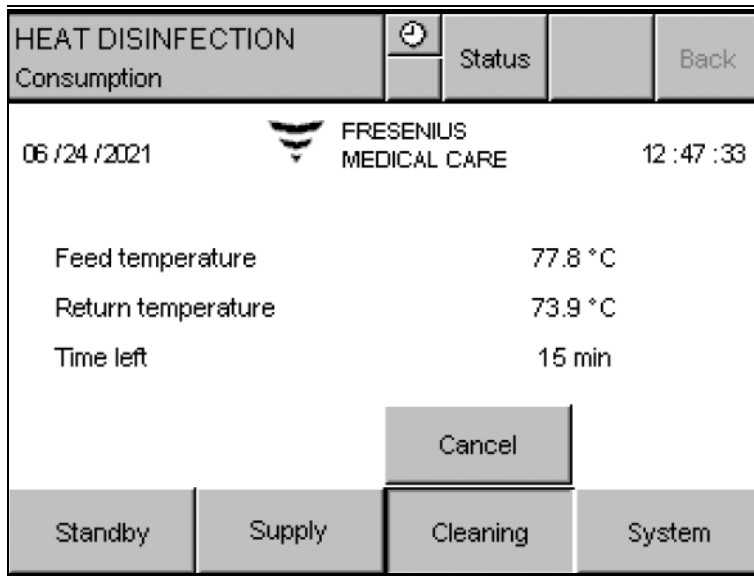 HEAT DISINFECTION
Consumption
Status
Back
06 /24 /2021
FRESENIUS
MEDICAL CARE
12 :47 :33
Feed temperature 77.8 °C
Return temperature 73.9 °C
Time left 15 min
Cancel
Standby Supply Cleaning System